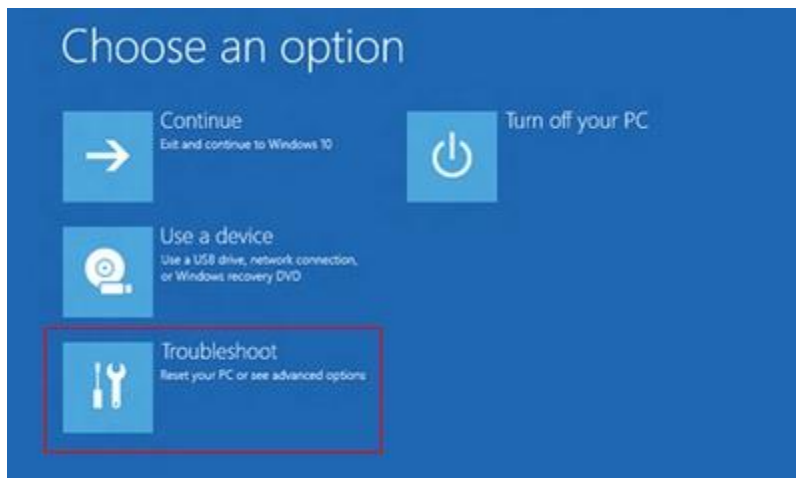 Choose an option
Continue
Exit and continue to Windows 10
Turn off your PC
Use a device
Use a USB drive, network connection,
or Windows recovery DVD
Troubleshoot
Reset your PC or see advanced options